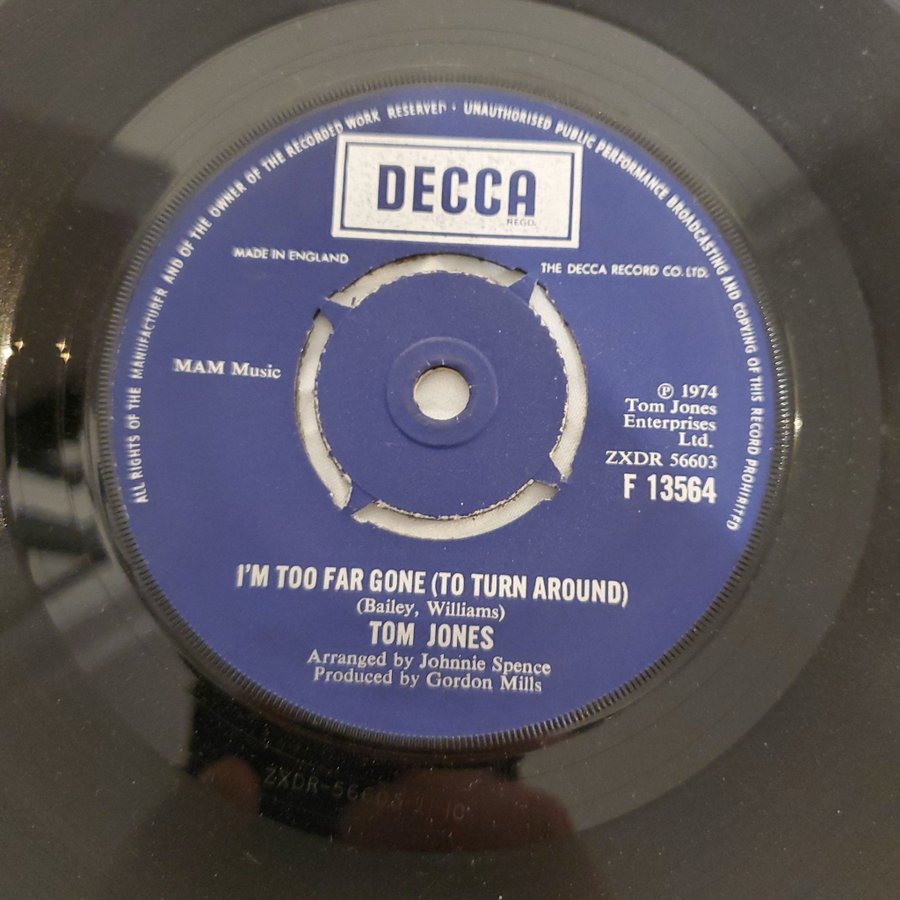 ALL RIGHTS OF THE MANUFACTURER AND OF THE OWNER OF THE RECORDED WORK RESERVED · UNAUTHORISED PUBLIC PERFORMANCE BROADCASTING AND COPYING OF THIS RECORD PROHIBITED
DECCA
REGD.
MADE IN ENGLAND
THE DECCA RECORD CO. LTD.
MAM Music
℗ 1974
Tom Jones
Enterprises
Ltd.
ZXDR 56603
F 13564
I'M TOO FAR GONE (TO TURN AROUND)
(Bailey, Williams)
TOM JONES
Arranged by Johnnie Spence
Produced by Gordon Mills